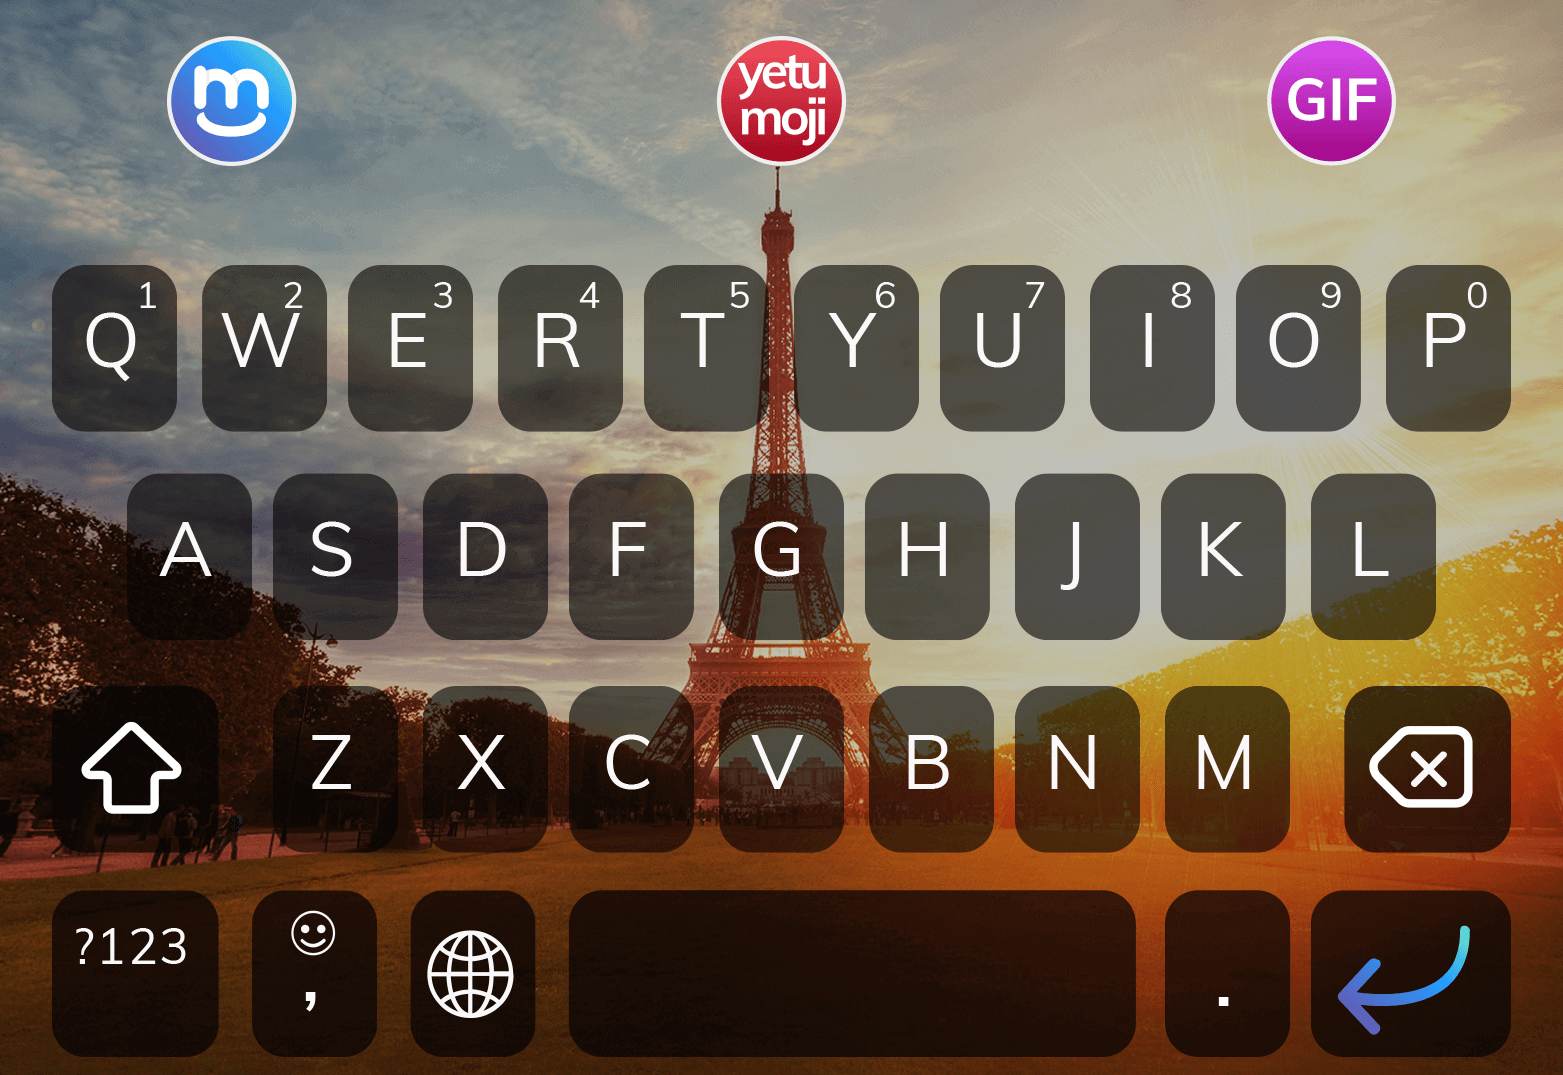 m
yetu
moji
GIF
1 2 3 4 5 6 7 8 9 0
Q W E R T Y U I O P
A S D F G H J K L
Z X C V B N M
?123 , .